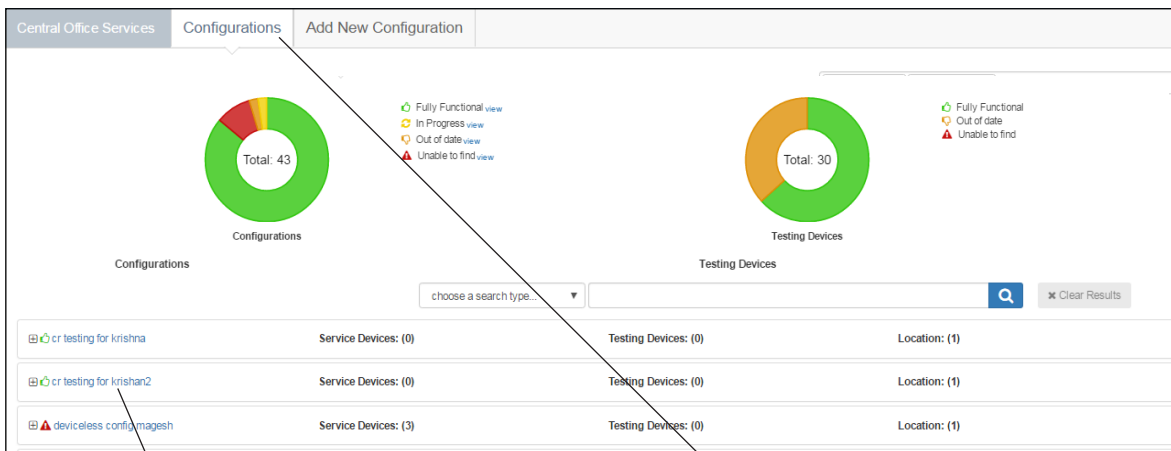 Central Office Services Configurations Add New Configuration
Fully Functional view
In Progress view
Out of date view
Unable to find view
Total: 43
Configurations
Fully Functional
Out of date
Unable to find
Total: 30
Testing Devices
Configurations Testing Devices
choose a search type... Clear Results
cr testing for krishna Service Devices: (0) Testing Devices: (0) Location: (1)
cr testing for krishan2 Service Devices: (0) Testing Devices: (0) Location: (1)
deviceless config magesh Service Devices: (3) Testing Devices: (0) Location: (1)